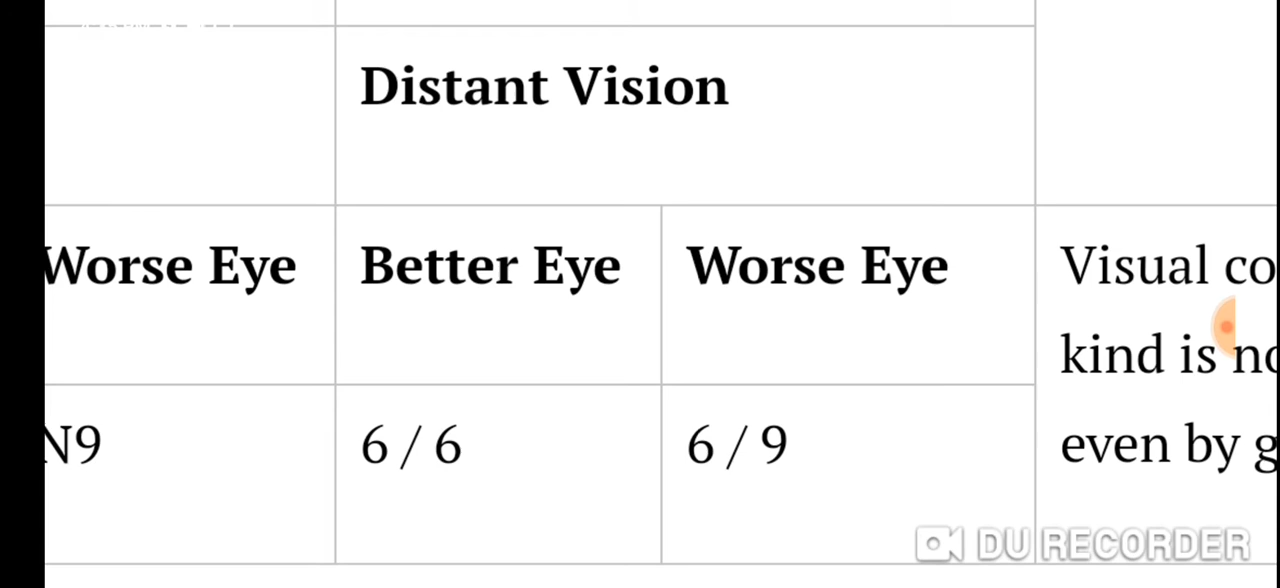 Distant Vision
Worse Eye Better Eye Worse Eye Visual co
kind is no
N9 6 / 6 6 / 9 even by g
DU RECORDER